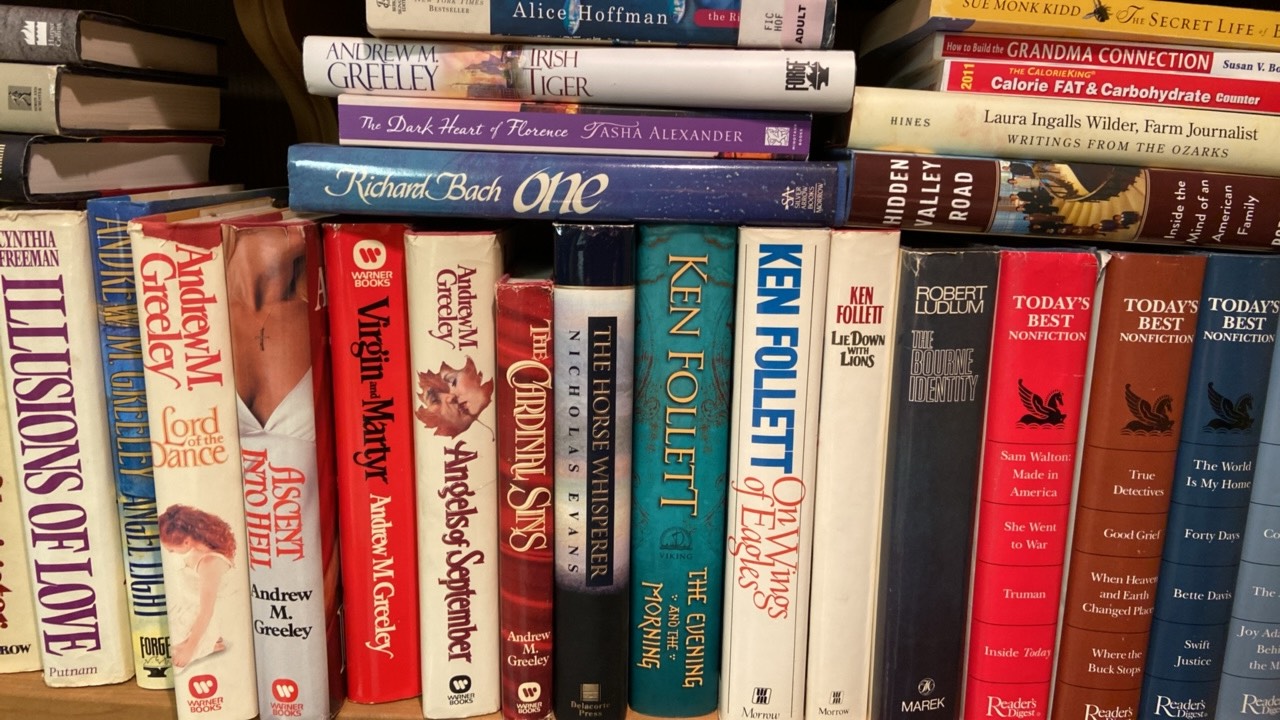 NEW YORK TIMES
BESTSELLER
Alice Hoffman
FIC
HOF
ADULT
ANDREW M.
GREELEY
IRISH
TIGER
FORGE
The Dark Heart of Florence TASHA ALEXANDER
Richard Bach one
SILVER
ARROW
BOOKS
MORROW
SUE MONK KIDD The SECRET LIFE of
How to Build the GRANDMA CONNECTION Susan V.
2011
THE CALORIEKING®
Calorie FAT & Carbohydrate Counter
HINES
Laura Ingalls Wilder, Farm Journalist
WRITINGS FROM THE OZARKS
HIDDEN
VALLEY
ROAD
Inside the
Mind of an
American
Family
CYNTHIA
FREEMAN
ILLUSIONS OF LOVE
Putnam
ANDREW M. GREELEY ANGEL LIGHT
FORGE
Andrew M.
Greeley
Lord
of the
Dance
WARNER
BOOKS
ASCENT
INTO HELL
Andrew
M.
Greeley
WARNER
BOOKS
WARNER
BOOKS
Virgin and Martyr
Andrew M. Greeley
Andrew M.
Greeley
Angels of September
WARNER
BOOKS
THE CARDINAL SINS
Andrew
M.
Greeley
WARNER
BOOKS
THE HORSE WHISPERER
NICHOLAS EVANS
Delacorte
Press
KEN FOLLETT
VIKING
THE EVENING
AND THE
MORNING
KEN FOLLETT
On Wings
of Eagles
Morrow
KEN
FOLLETT
LIE DOWN
WITH
LIONS
Morrow
ROBERT
LUDLUM
THE
BOURNE
IDENTITY
MAREK
TODAY'S
BEST
NONFICTION
Sam Walton:
Made in
America
She Went
to War
Truman
Inside Today
Reader's
Digest
TODAY'S
BEST
NONFICTION
True
Detectives
Good Grief
When Heaven
and Earth
Changed Places
Where the
Buck Stops
Reader's
TODAY'S
BEST
NONFICTION
The World
Is My Home
Forty Days
Bette Davis
Swift
Justice
Reader's
Digest
The
Joy
Reader's
Digest